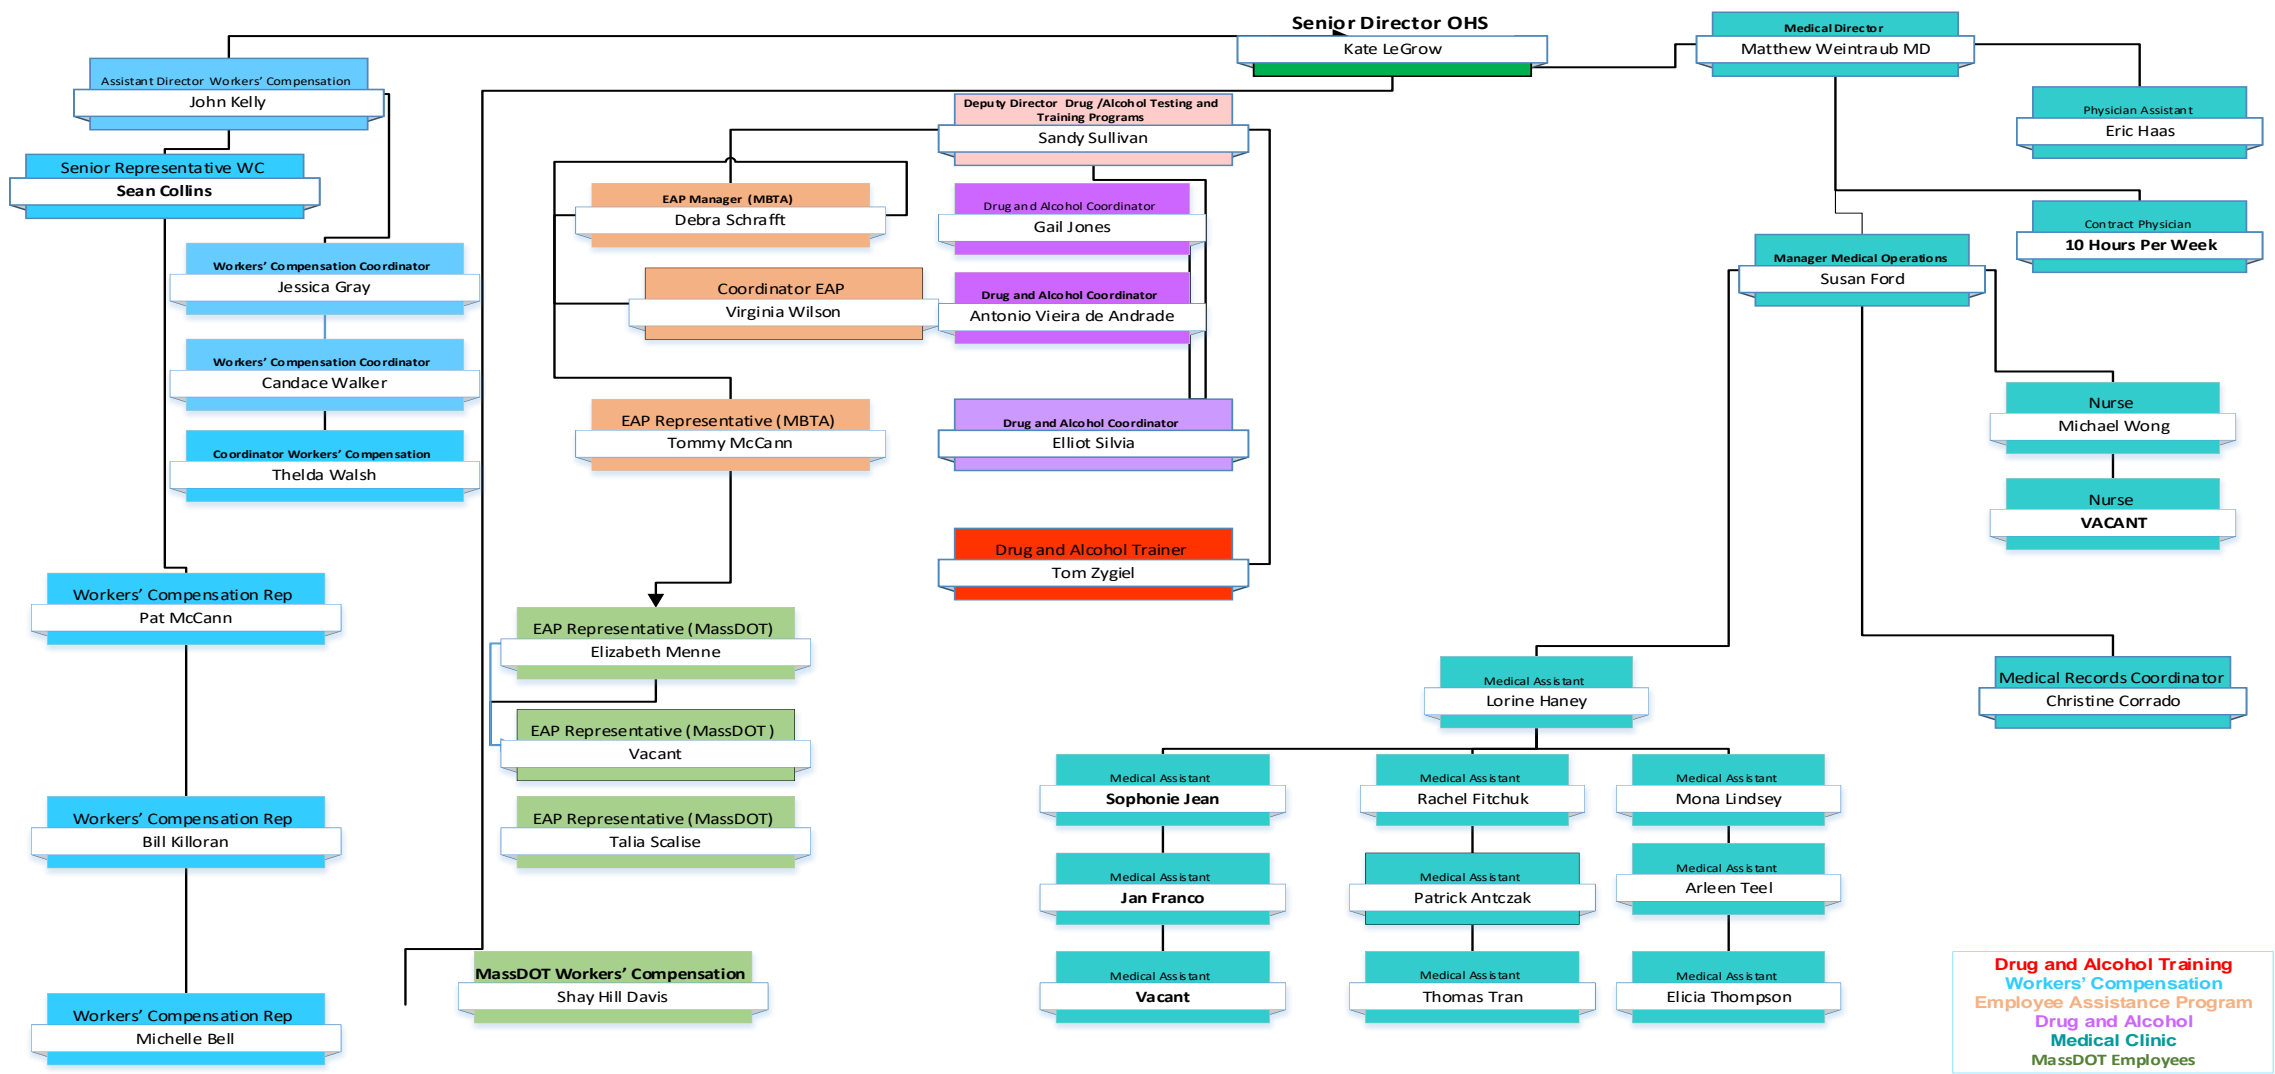 Senior Director OHS
Kate LeGrow
Medical Director
Matthew Weintraub MD
Assistant Director Workers’ Compensation
John Kelly
Deputy Director Drug /Alcohol Testing and
Training Programs
Sandy Sullivan
Physician Assistant
Eric Haas
Senior Representative WC
Sean Collins
EAP Manager (MBTA)
Debra Schrafft
Drug and Alcohol Coordinator
Gail Jones
Contract Physician
10 Hours Per Week
Workers’ Compensation Coordinator
Jessica Gray
Coordinator EAP
Virginia Wilson
Drug and Alcohol Coordinator
Antonio Vieira de Andrade
Manager Medical Operations
Susan Ford
Workers’ Compensation Coordinator
Candace Walker
EAP Representative (MBTA)
Tommy McCann
Drug and Alcohol Coordinator
Elliot Silvia
Nurse
Michael Wong
Coordinator Workers’ Compensation
Thelda Walsh
Nurse
VACANT
Drug and Alcohol Trainer
Tom Zygiel
Workers’ Compensation Rep
Pat McCann
EAP Representative (MassDOT)
Elizabeth Menne
Medical Assistant
Lorine Haney
Medical Records Coordinator
Christine Corrado
EAP Representative (MassDOT )
Vacant
Medical Assistant
Sophonie Jean
Medical Assistant
Rachel Fitchuk
Medical Assistant
Mona Lindsey
Workers’ Compensation Rep
Bill Killoran
EAP Representative (MassDOT)
Talia Scalise
Medical Assistant
Jan Franco
Medical Assistant
Patrick Antczak
Medical Assistant
Arleen Teel
MassDOT Workers’ Compensation
Shay Hill Davis
Medical Assistant
Vacant
Medical Assistant
Thomas Tran
Medical Assistant
Elicia Thompson
Workers’ Compensation Rep
Michelle Bell
Drug and Alcohol Training
Workers’ Compensation
Employee Assistance Program
Drug and Alcohol
Medical Clinic
MassDOT Employees